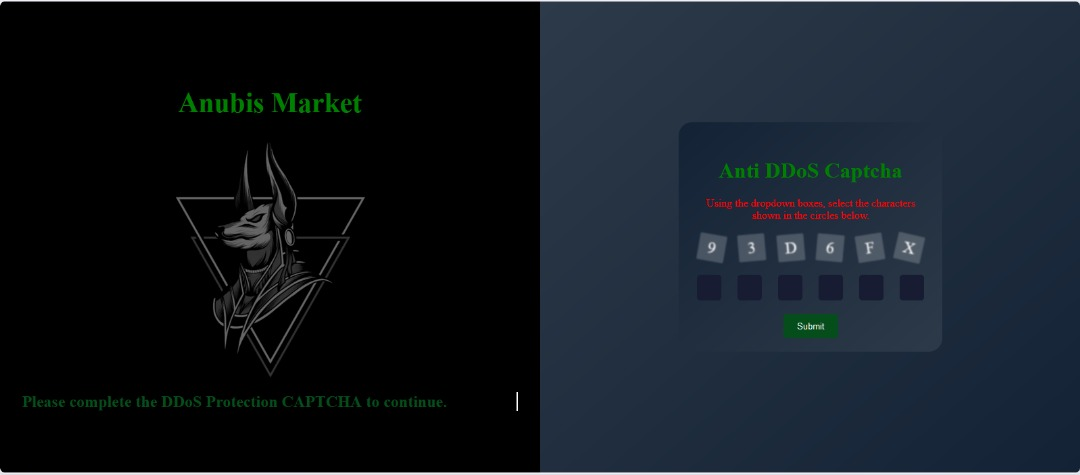 Anubis Market
Please complete the DDoS Protection CAPTCHA to continue.
Anti DDoS Captcha
Using the dropdown boxes, select the characters
shown in the circles below.
9 3 D 6 F X
Submit